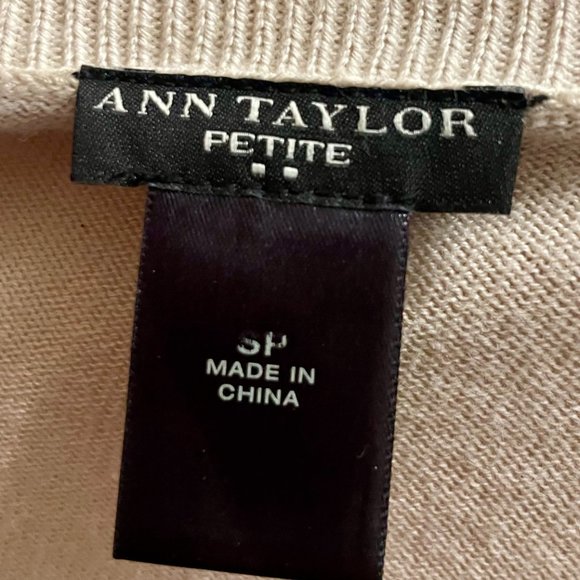 ANN TAYLOR
PETITE
SP
MADE IN
CHINA